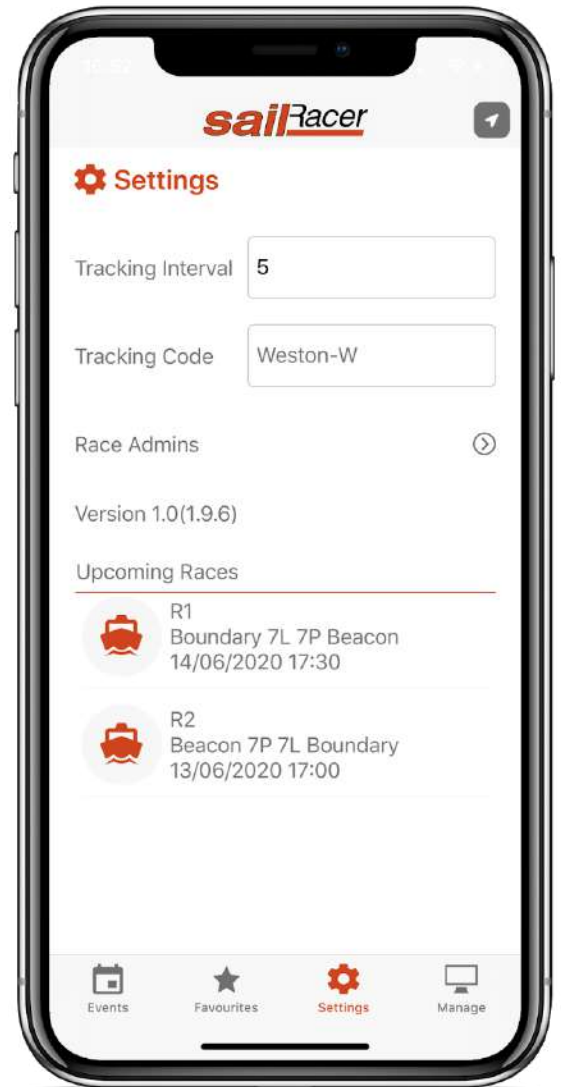 sailRacer
Settings
Tracking Interval 5
Tracking Code Weston-W
Race Admins
Version 1.0(1.9.6)
Upcoming Races
R1
Boundary 7L 7P Beacon
14/06/2020 17:30
R2
Beacon 7P 7L Boundary
13/06/2020 17:00
Events Favourites Settings Manage